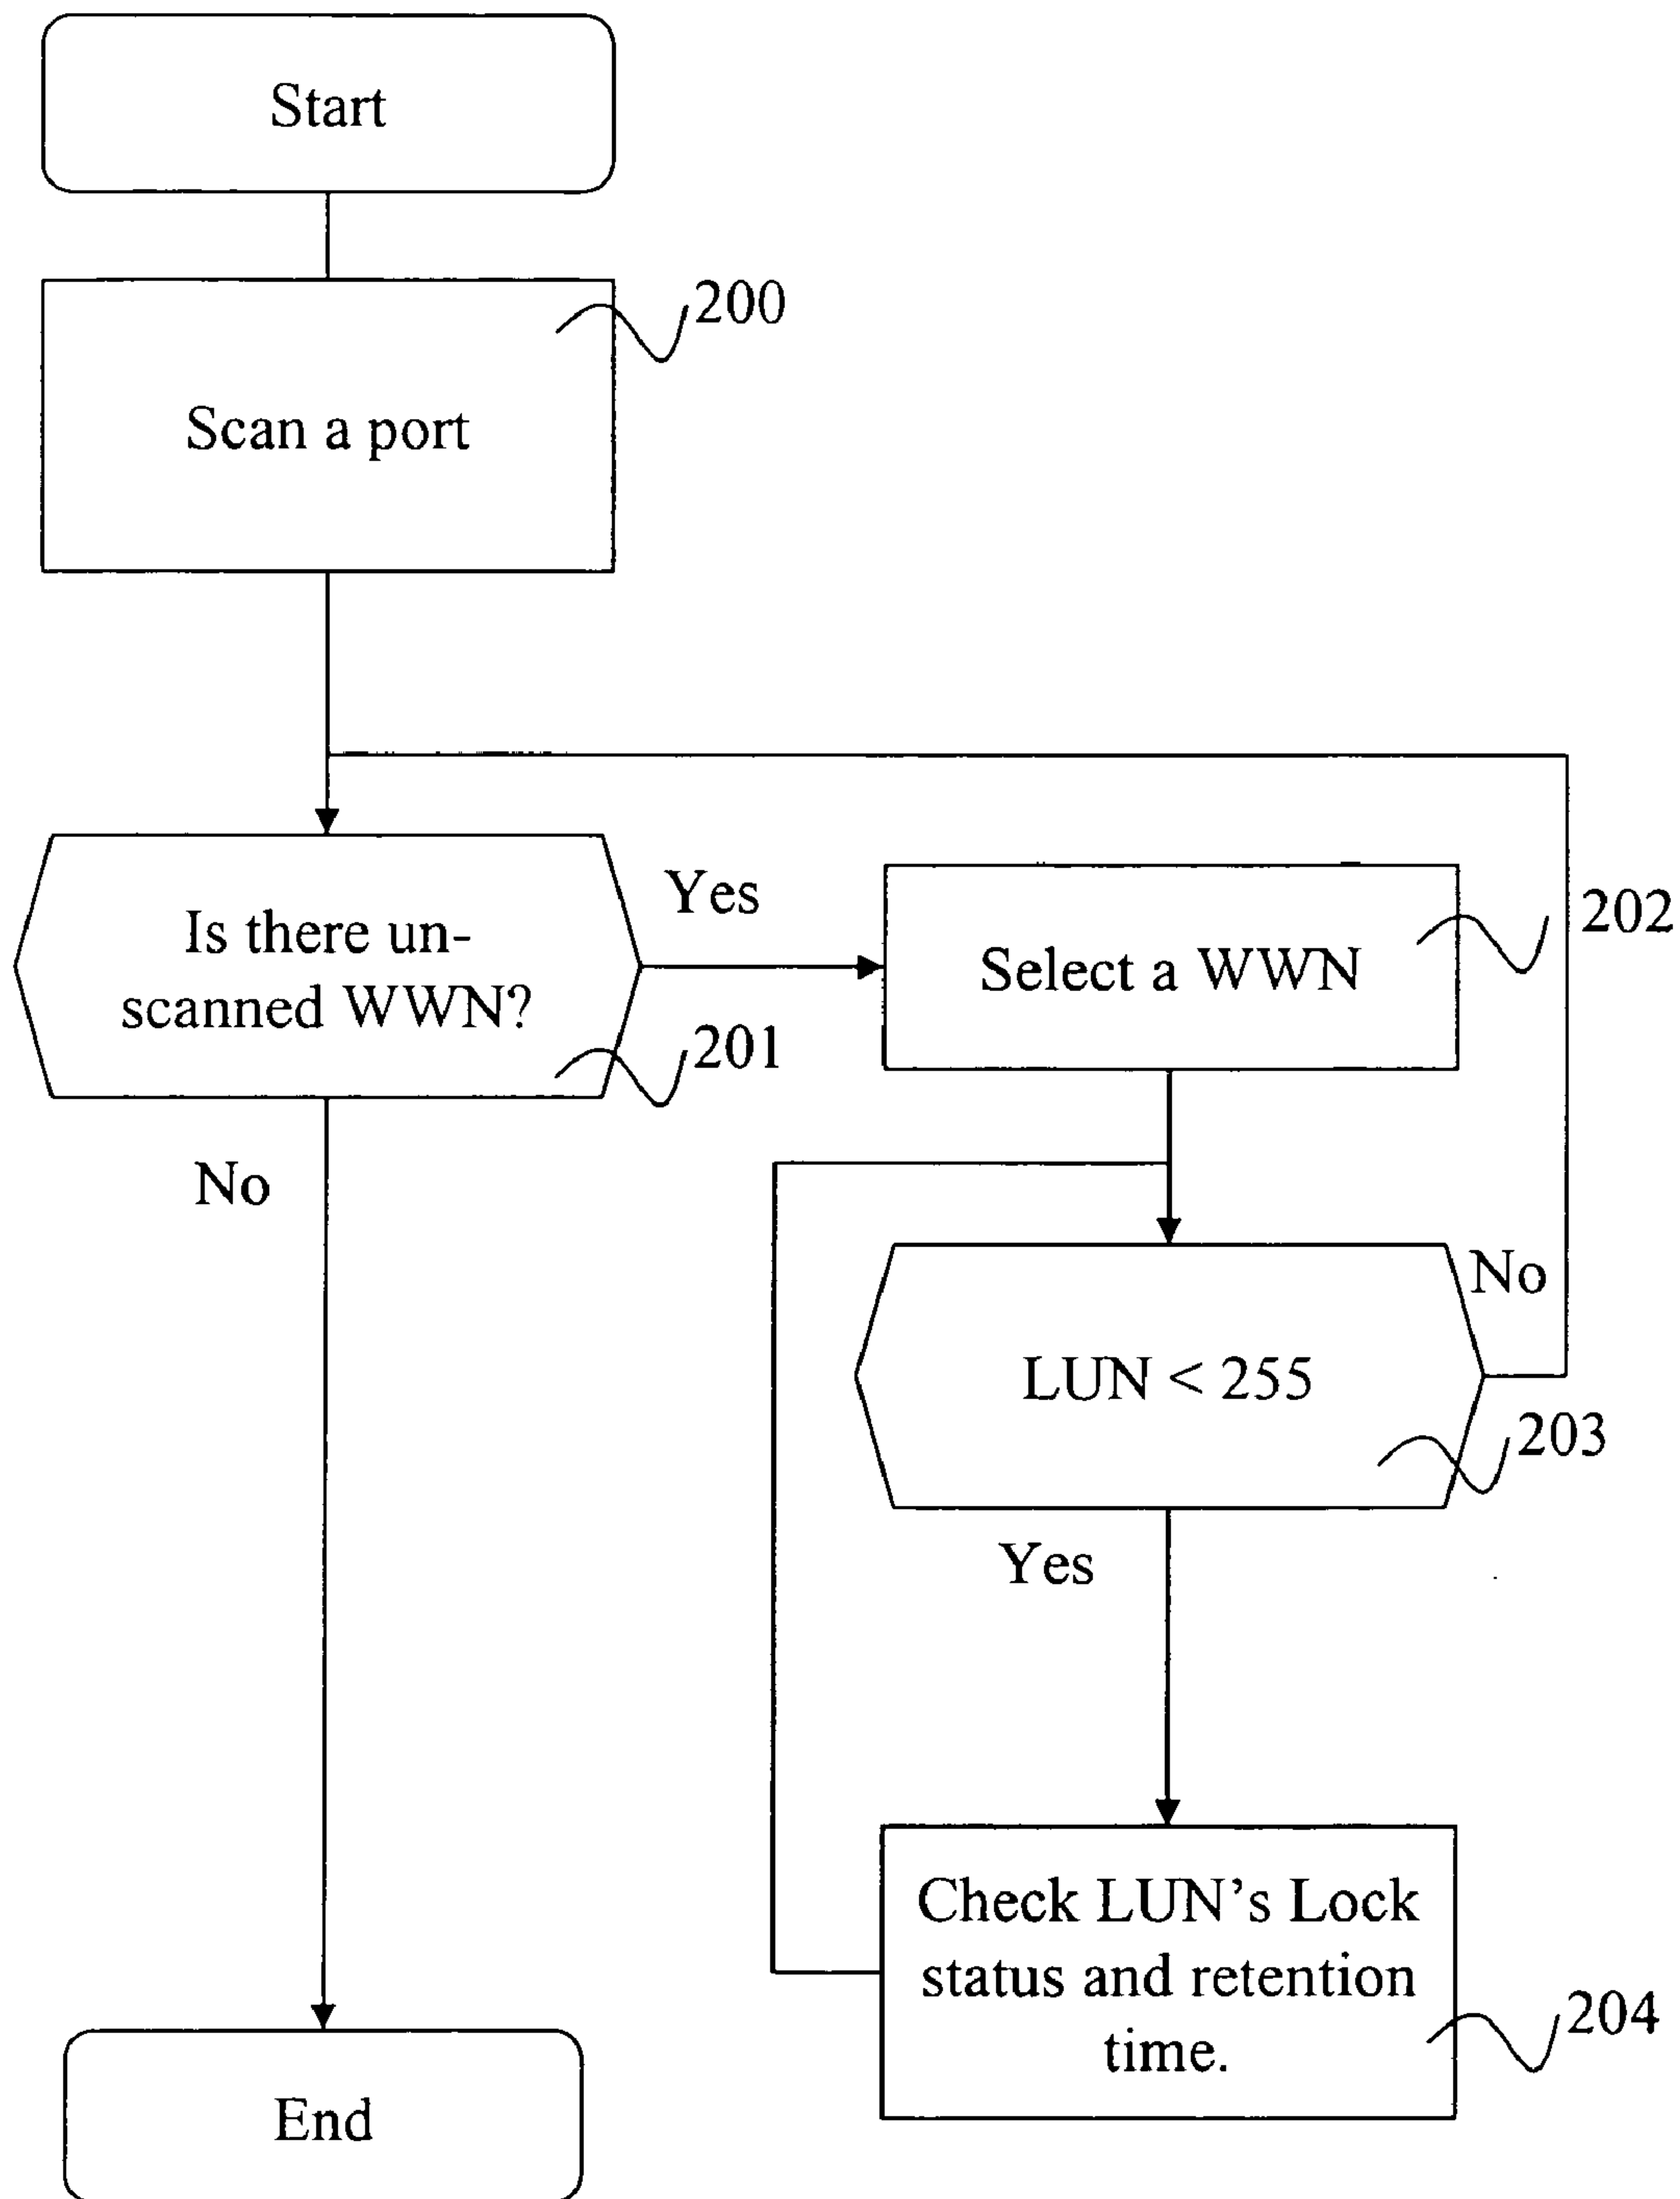 Start
200
Scan a port
Yes
202
Is there un-
scanned WWN?
Select a WWN
201
No
No
LUN < 255
203
Yes
Check LUN's Lock
status and retention
time.
204
End